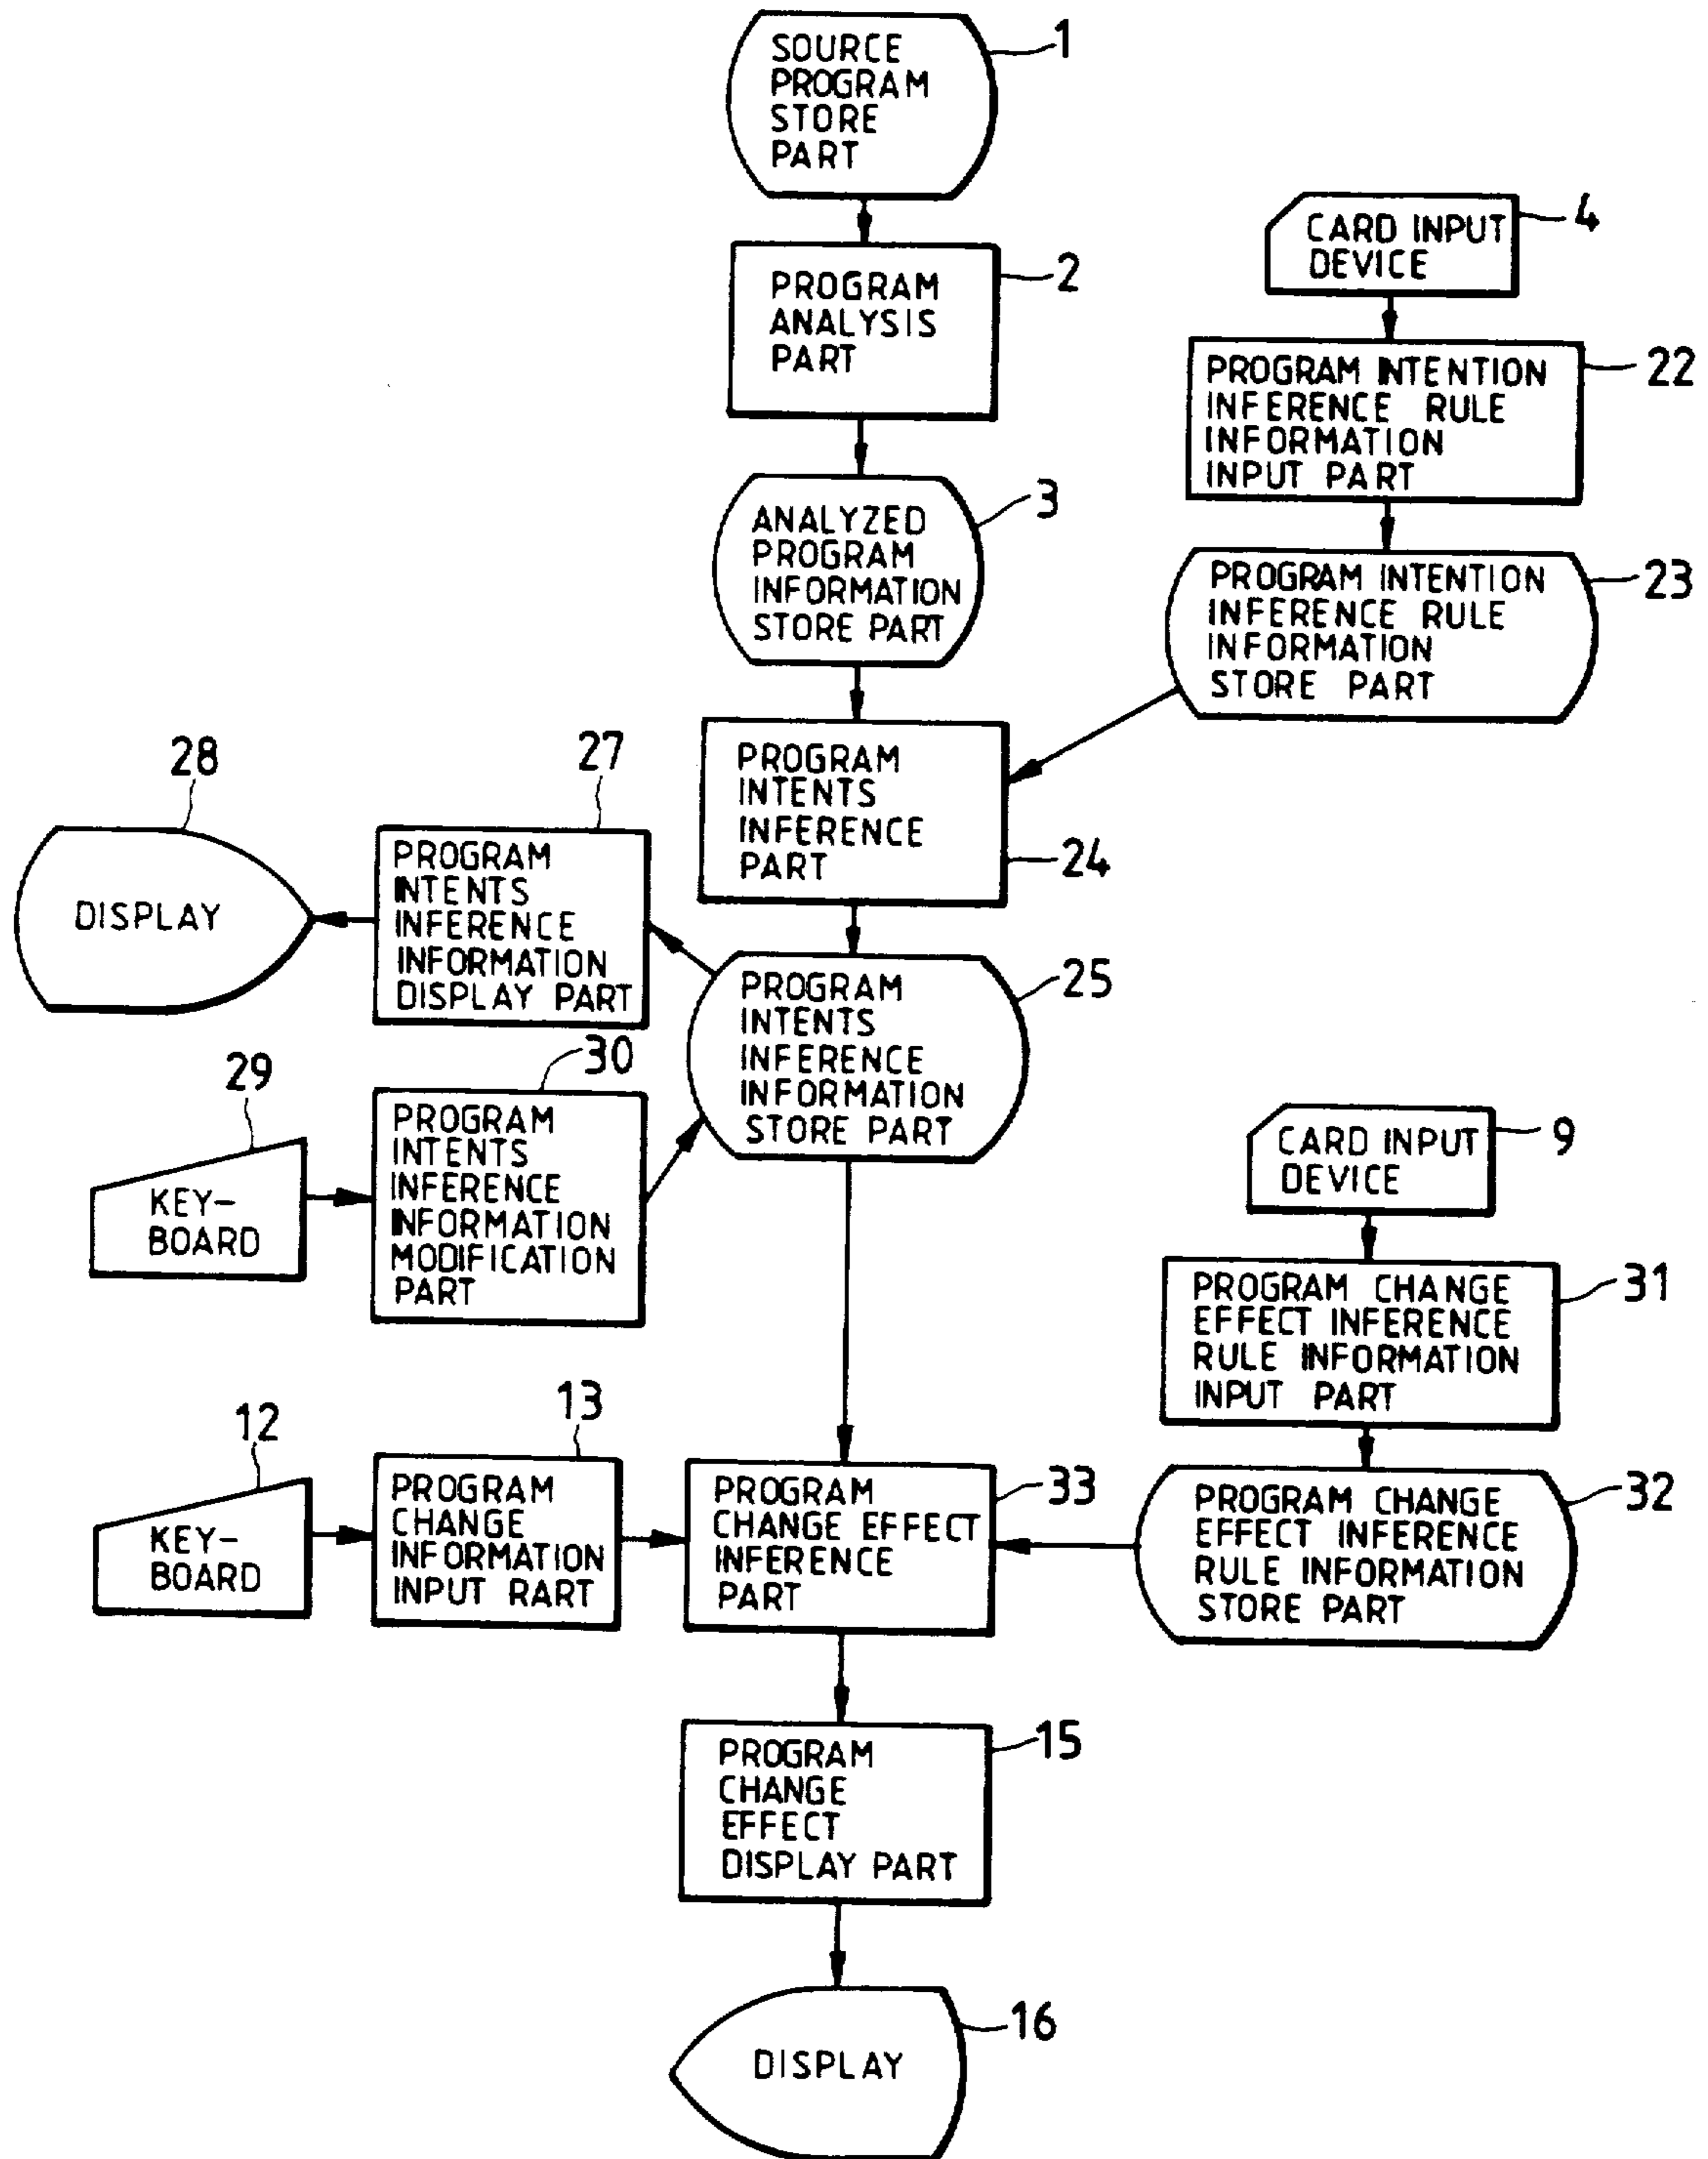 SOURCE
PROGRAM
STORE
PART
1
PROGRAM
ANALYSIS
PART
2
CARD INPUT
DEVICE
4
PROGRAM INTENTION
INFERENCE RULE
INFORMATION
INPUT PART
22
ANALYZED
PROGRAM
INFORMATION
STORE PART
3
PROGRAM INTENTION
INFERENCE RULE
INFORMATION
STORE PART
23
PROGRAM
INTENTS
INFERENCE
PART
24
28
DISPLAY
27
PROGRAM
INTENTS
INFERENCE
INFORMATION
DISPLAY PART
PROGRAM
INTENTS
INFERENCE
INFORMATION
STORE PART
25
29
KEY-
BOARD
30
PROGRAM
INTENTS
INFERENCE
INFORMATION
MODIFICATION
PART
CARD INPUT
DEVICE
9
PROGRAM CHANGE
EFFECT INFERENCE
RULE INFORMATION
INPUT PART
31
12
KEY-
BOARD
13
PROGRAM
CHANGE
INFORMATION
INPUT RART
PROGRAM
CHANGE EFFECT
INFERENCE
PART
33
PROGRAM CHANGE
EFFECT INFERENCE
RULE INFORMATION
STORE PART
32
PROGRAM
CHANGE
EFFECT
DISPLAY PART
15
DISPLAY
16